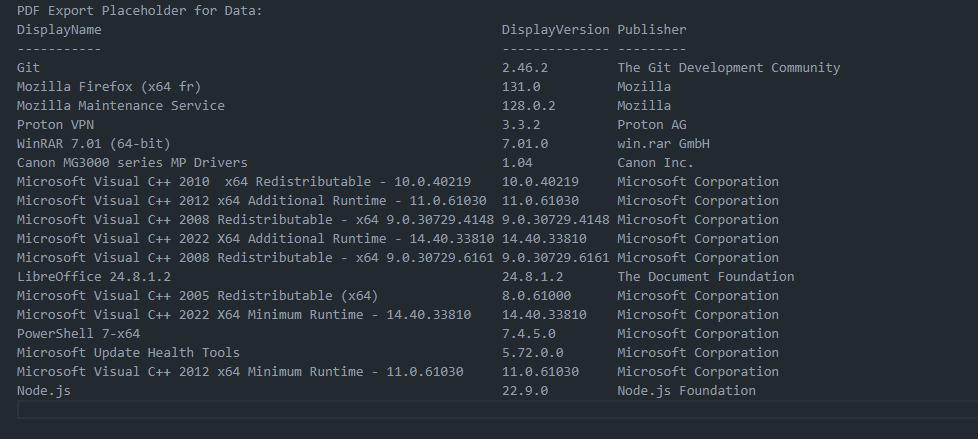 PDF Export Placeholder for Data:
DisplayName                                                    DisplayVersion Publisher
-----------                                                    -------------- ---------
Git                                                            2.46.2         The Git Development Community
Mozilla Firefox (x64 fr)                                       131.0          Mozilla
Mozilla Maintenance Service                                    128.0.2        Mozilla
Proton VPN                                                     3.3.2          Proton AG
WinRAR 7.01 (64-bit)                                           7.01.0         win.rar GmbH
Canon MG3000 series MP Drivers                                 1.04           Canon Inc.
Microsoft Visual C++ 2010  x64 Redistributable - 10.0.40219    10.0.40219     Microsoft Corporation
Microsoft Visual C++ 2012 x64 Additional Runtime - 11.0.61030  11.0.61030     Microsoft Corporation
Microsoft Visual C++ 2008 Redistributable - x64 9.0.30729.4148 9.0.30729.4148 Microsoft Corporation
Microsoft Visual C++ 2022 X64 Additional Runtime - 14.40.33810 14.40.33810    Microsoft Corporation
Microsoft Visual C++ 2008 Redistributable - x64 9.0.30729.6161 9.0.30729.6161 Microsoft Corporation
LibreOffice 24.8.1.2                                           24.8.1.2       The Document Foundation
Microsoft Visual C++ 2005 Redistributable (x64)                8.0.61000      Microsoft Corporation
Microsoft Visual C++ 2022 X64 Minimum Runtime - 14.40.33810    14.40.33810    Microsoft Corporation
PowerShell 7-x64                                               7.4.5.0        Microsoft Corporation
Microsoft Update Health Tools                                  5.72.0.0       Microsoft Corporation
Microsoft Visual C++ 2012 x64 Minimum Runtime - 11.0.61030     11.0.61030     Microsoft Corporation
Node.js                                                        22.9.0         Node.js Foundation